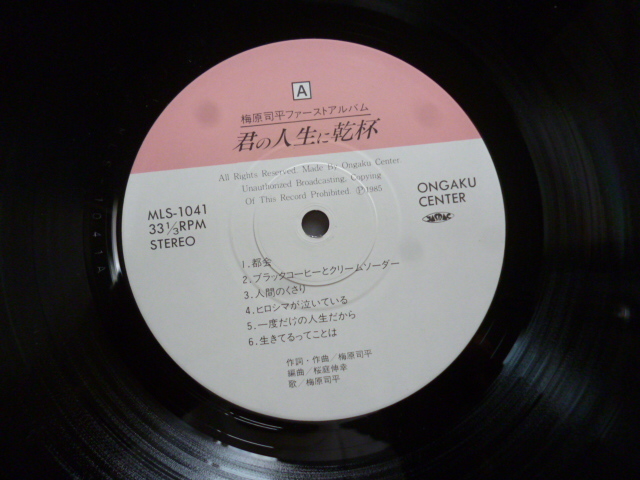 A
梅原司平ファーストアルバム
君の人生に乾杯
All Rights Reserved. Made By Ongaku Center.
Unauthorized Broadcasting, Copying
Of This Record Prohibited. Ⓟ1985
MLS-1041
33⅓RPM
STEREO
ONGAKU
CENTER
1. 都会
2. ブラックコーヒーとクリームソーダー
3. 人間のくさり
4. ヒロシマが泣いている
5. 一度だけの人生だから
6. 生きてるってことは
作詞・作曲／梅原司平
編曲／桜庭伸幸
歌／梅原司平